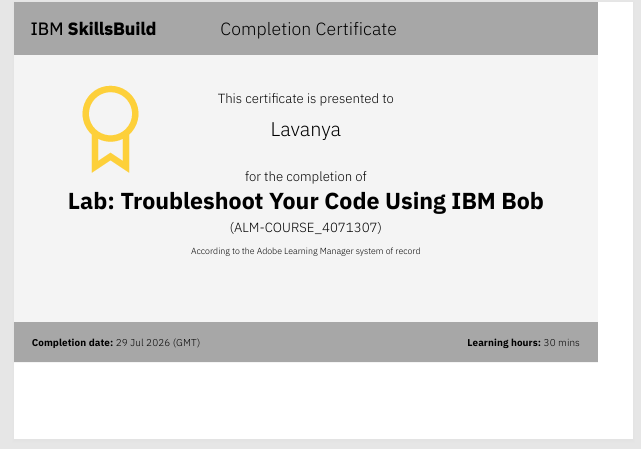 IBM SkillsBuild
Completion Certificate
This certificate is presented to
Lavanya
for the completion of
Lab: Troubleshoot Your Code Using IBM Bob
(ALM-COURSE_4071307)
According to the Adobe Learning Manager system of record
Completion date: 29 Jul 2026 (GMT)
Learning hours: 30 mins